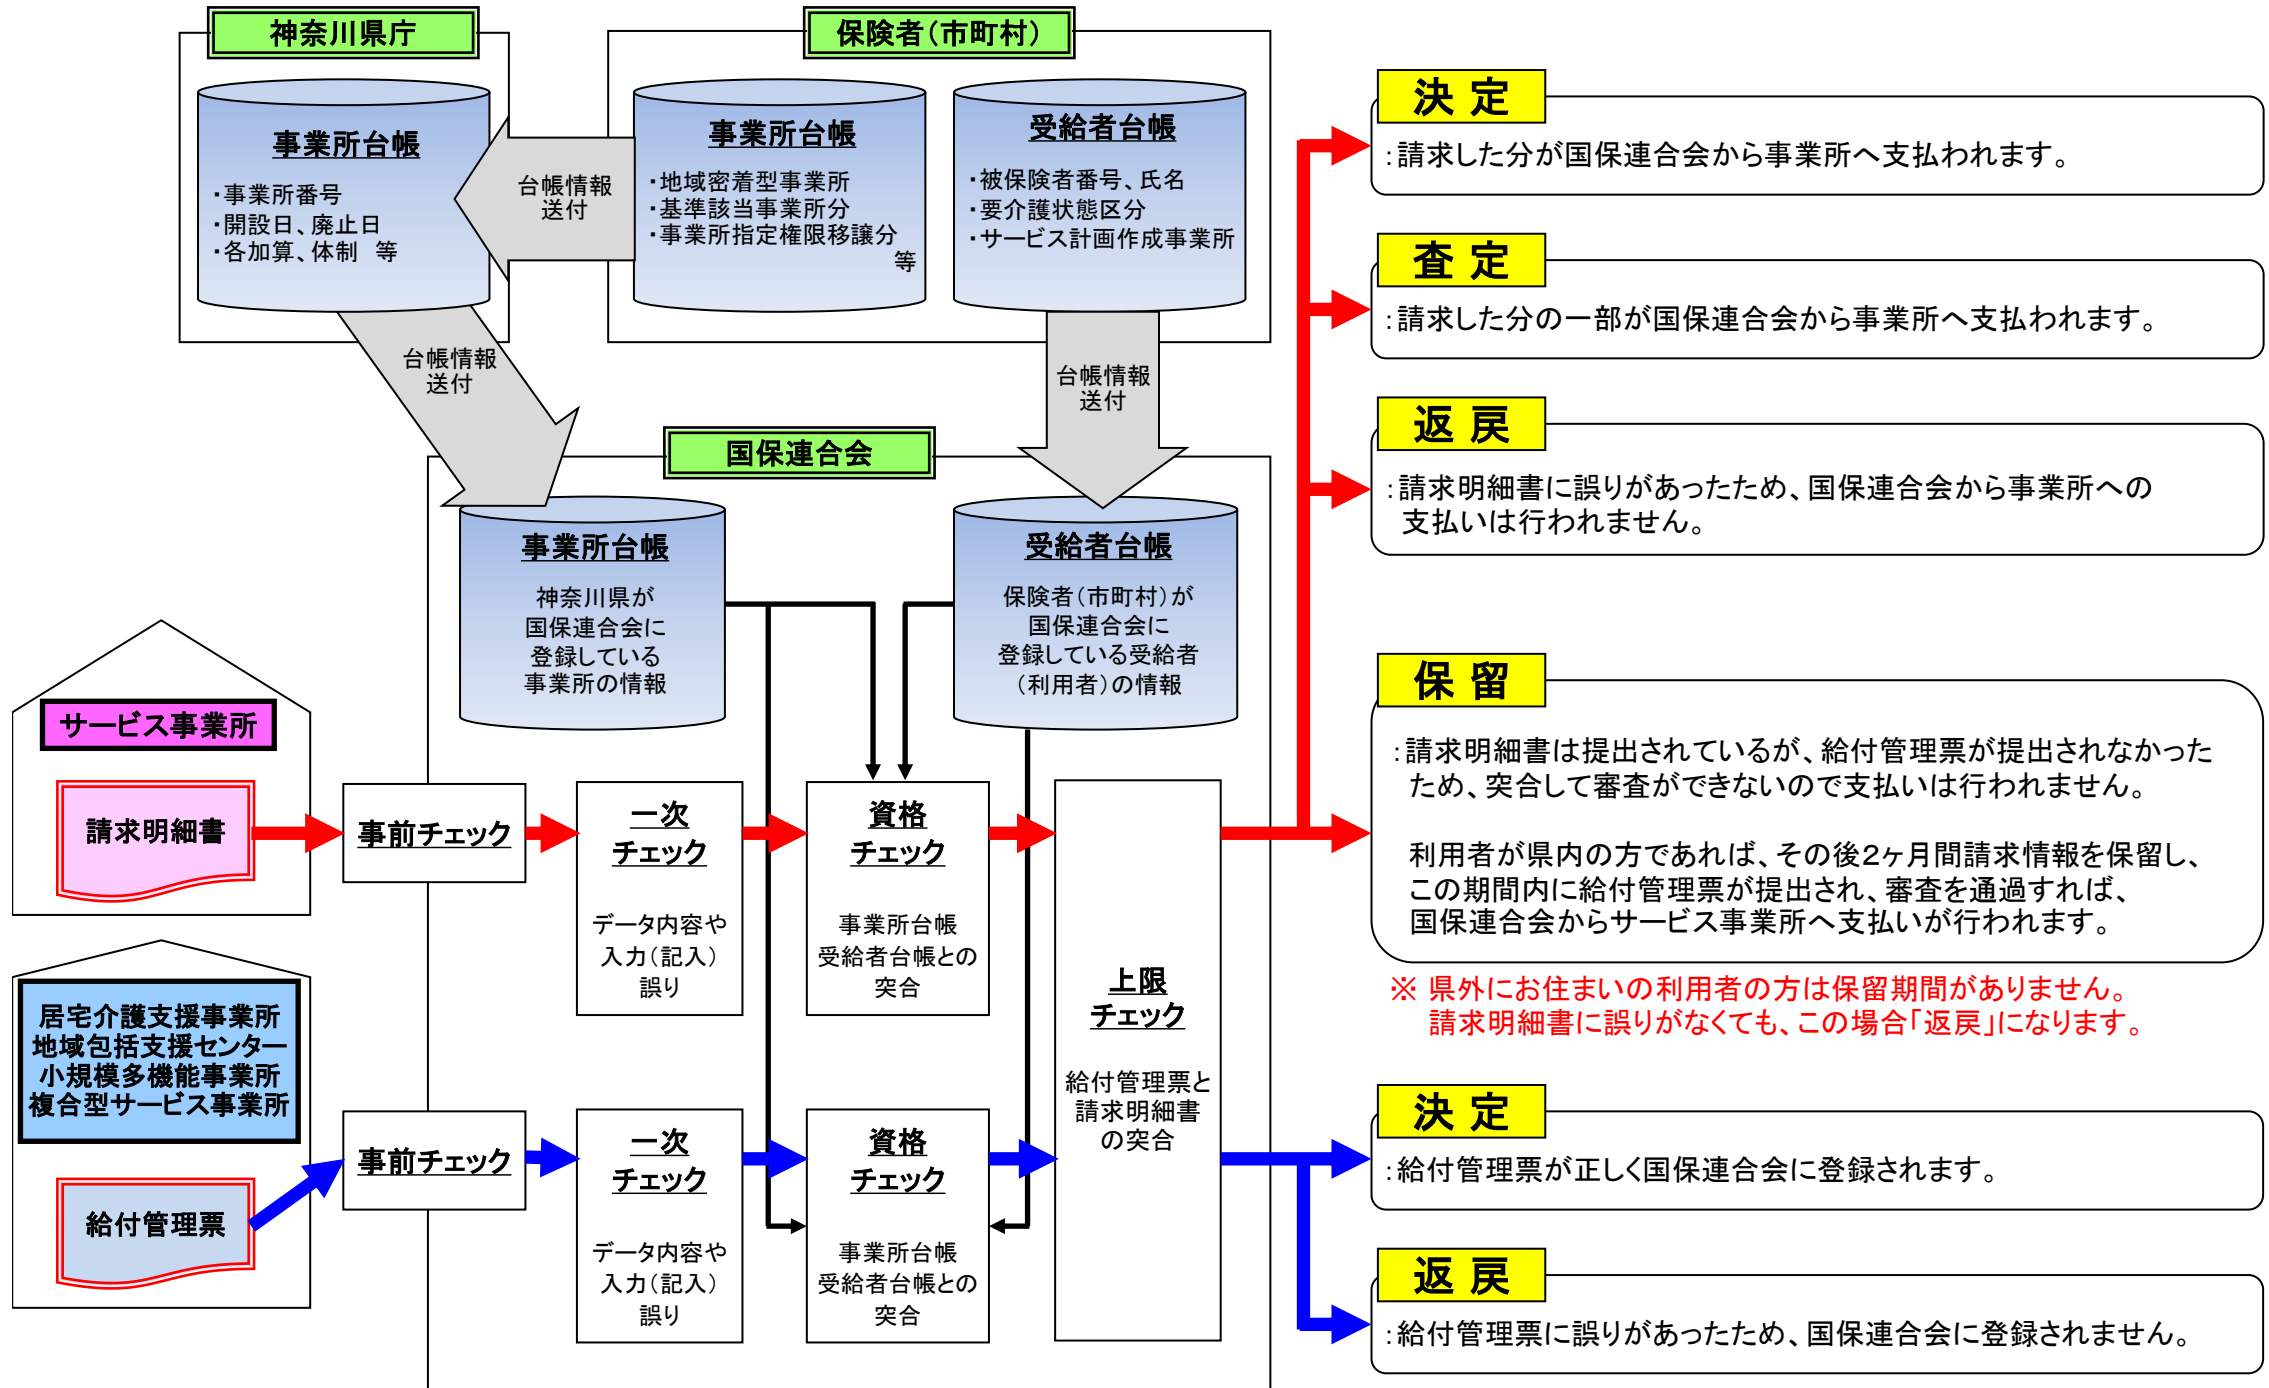 神奈川県庁
事業所台帳
・事業所番号
・開設日、廃止日
・各加算、体制　等
台帳情報
送付
保険者（市町村）
事業所台帳
・地域密着型事業所
・基準該当事業所分
・事業所指定権限移譲分
等
受給者台帳
・被保険者番号、氏名
・要介護状態区分
・サービス計画作成事業所
台帳情報
送付
台帳情報
送付
国保連合会
事業所台帳
神奈川県が
国保連合会に
登録している
事業所の情報
受給者台帳
保険者（市町村）が
国保連合会に
登録している受給者
（利用者）の情報
サービス事業所
請求明細書
事前チェック
一次
チェック
データ内容や
入力（記入）
誤り
資格
チェック
事業所台帳
受給者台帳との
突合
上限
チェック
給付管理票と
請求明細書
の突合
居宅介護支援事業所
地域包括支援センター
小規模多機能事業所
複合型サービス事業所
給付管理票
事前チェック
一次
チェック
データ内容や
入力（記入）
誤り
資格
チェック
事業所台帳
受給者台帳との
突合
決 定
：請求した分が国保連合会から事業所へ支払われます。
査 定
：請求した分の一部が国保連合会から事業所へ支払われます。
返 戻
：請求明細書に誤りがあったため、国保連合会から事業所への
支払いは行われません。
保 留
：請求明細書は提出されているが、給付管理票が提出されなかった
ため、突合して審査ができないので支払いは行われません。
利用者が県内の方であれば、その後２ヶ月間請求情報を保留し、
この期間内に給付管理票が提出され、審査を通過すれば、
国保連合会からサービス事業所へ支払いが行われます。
※ 県外にお住まいの利用者の方は保留期間がありません。
請求明細書に誤りがなくても、この場合「返戻」になります。
決 定
：給付管理票が正しく国保連合会に登録されます。
返 戻
：給付管理票に誤りがあったため、国保連合会に登録されません。